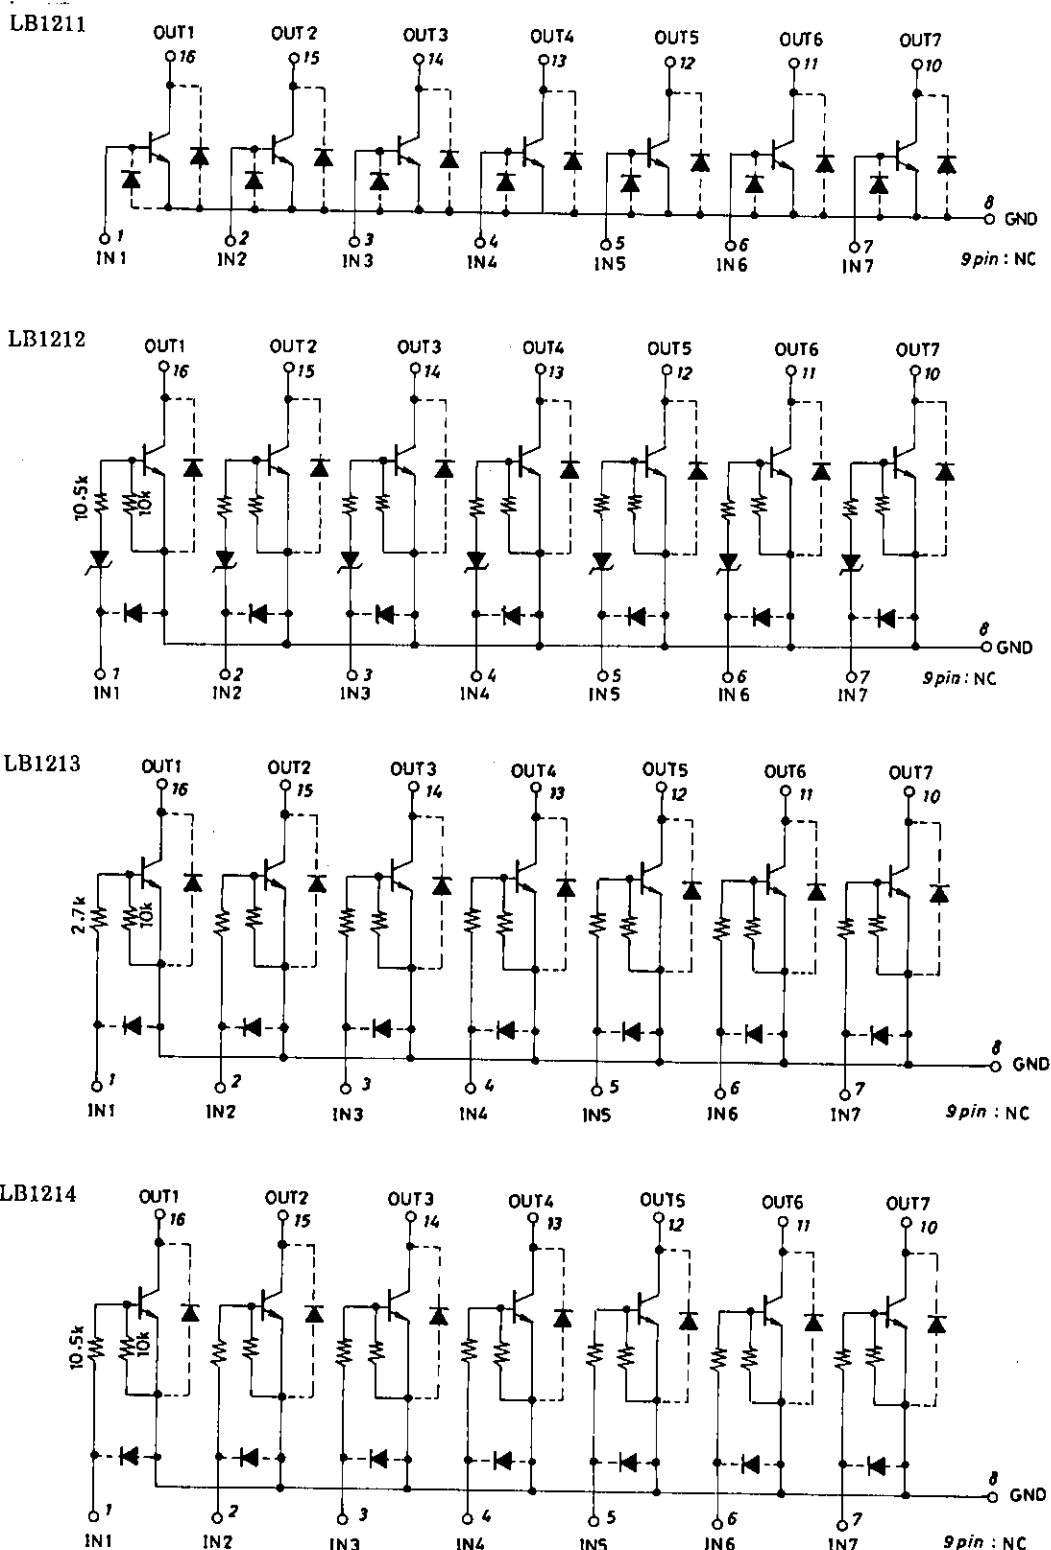 LB1211
OUT1 OUT2 OUT3 OUT4 OUT5 OUT6 OUT7
16 15 14 13 12 11 10
8 GND
1 2 3 4 5 6 7
IN1 IN2 IN3 IN4 IN5 IN6 IN7 9pin : NC
LB1212
OUT1 OUT2 OUT3 OUT4 OUT5 OUT6 OUT7
16 15 14 13 12 11 10
10.5k 10k
8 GND
1 2 3 4 5 6 7
IN1 IN2 IN3 IN4 IN5 IN6 IN7 9pin : NC
LB1213
OUT1 OUT2 OUT3 OUT4 OUT5 OUT6 OUT7
16 15 14 13 12 11 10
2.7k 10k
8 GND
1 2 3 4 5 6 7
IN1 IN2 IN3 IN4 IN5 IN6 IN7 9pin : NC
LB1214
OUT1 OUT2 OUT3 OUT4 OUT5 OUT6 OUT7
16 15 14 13 12 11 10
10.5k 10k
8 GND
1 2 3 4 5 6 7
IN1 IN2 IN3 IN4 IN5 IN6 IN7 9pin : NC